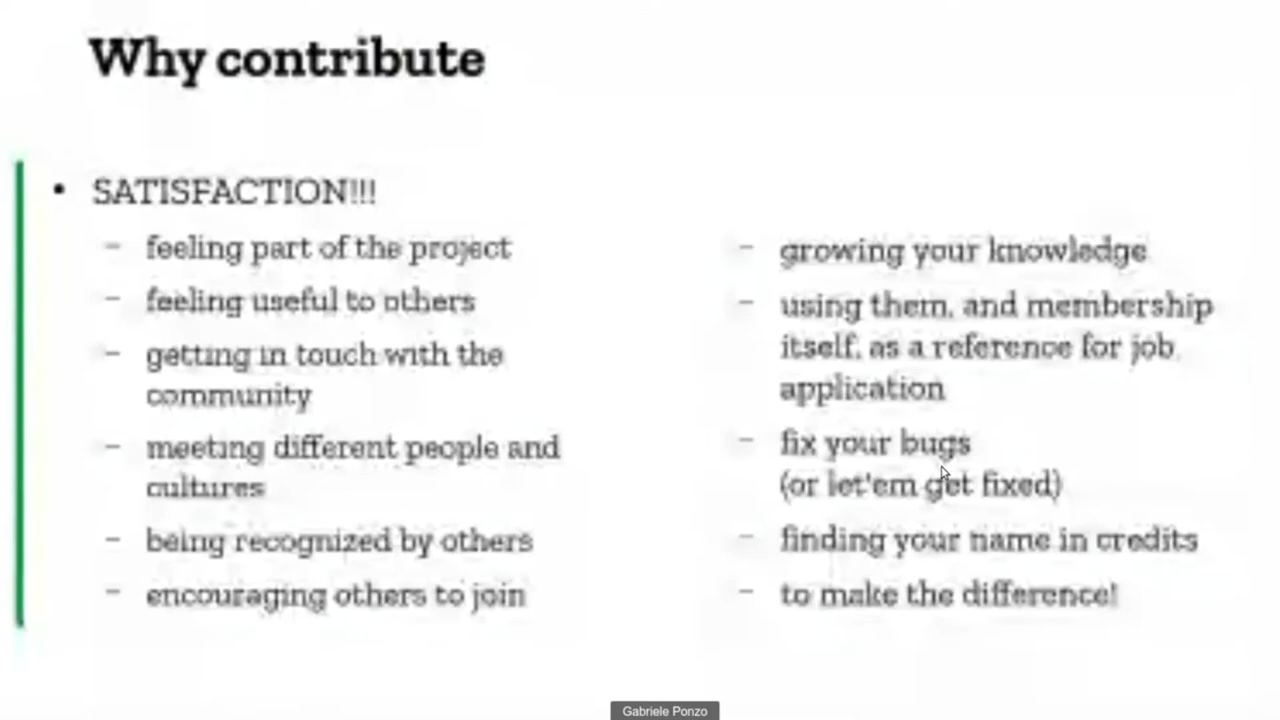 Why contribute
• SATISFACTION!!!
– feeling part of the project
– feeling useful to others
– getting in touch with the
community
– meeting different people and
cultures
– being recognized by others
– encouraging others to join
– growing your knowledge
– using them, and membership
itself, as a reference for job
application
– fix your bugs
(or let'em get fixed)
– finding your name in credits
– to make the difference!
Gabriele Ponzo